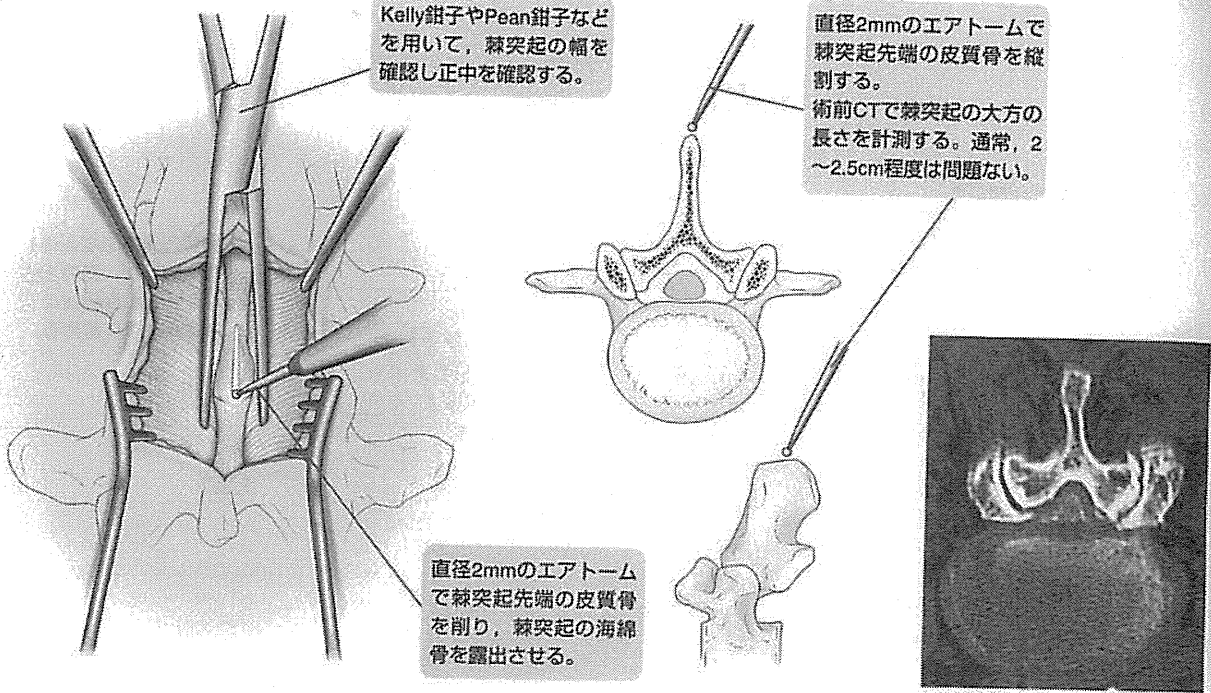 Kelly鉗子やPean鉗子など
を用いて，棘突起の幅を
確認し正中を確認する。
直径2mmのエアトームで
棘突起先端の皮質骨を縦
割する。
術前CTで棘突起の大方の
長さを計測する。通常，2
～2.5cm程度は問題ない。
直径2mmのエアトーム
で棘突起先端の皮質骨
を削り，棘突起の海綿
骨を露出させる。